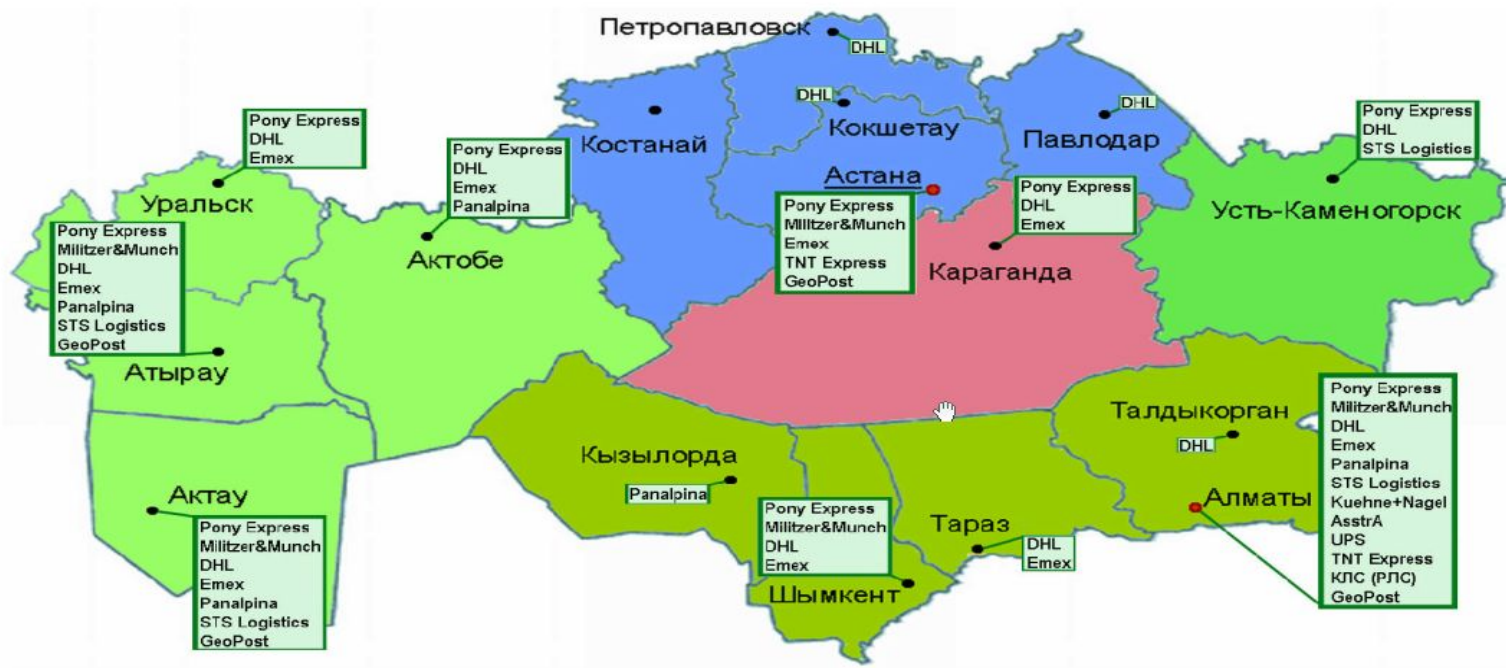 Петропавловск
DHL
DHL
Кокшетау
DHL
Павлодар
Костанай
Pony Express
DHL
Emex
Уральск
Pony Express
DHL
Emex
Panalpina
Актобе
Астана
Pony Express
Militzer&Munch
Emex
TNT Express
GeoPost
Pony Express
DHL
Emex
Караганда
Pony Express
DHL
STS Logistics
Усть-Каменогорск
Pony Express
Militzer&Munch
DHL
Emex
Panalpina
STS Logistics
GeoPost
Атырау
Актау
Pony Express
Militzer&Munch
DHL
Emex
Panalpina
STS Logistics
GeoPost
Кызылорда
Panalpina
Pony Express
Militzer&Munch
DHL
Emex
Шымкент
Тараз
DHL
Emex
Талдыкорган
DHL
Алматы
Pony Express
Militzer&Munch
DHL
Emex
Panalpina
STS Logistics
Kuehne+Nagel
AsstrA
UPS
TNT Express
КЛС (РЛС)
GeoPost